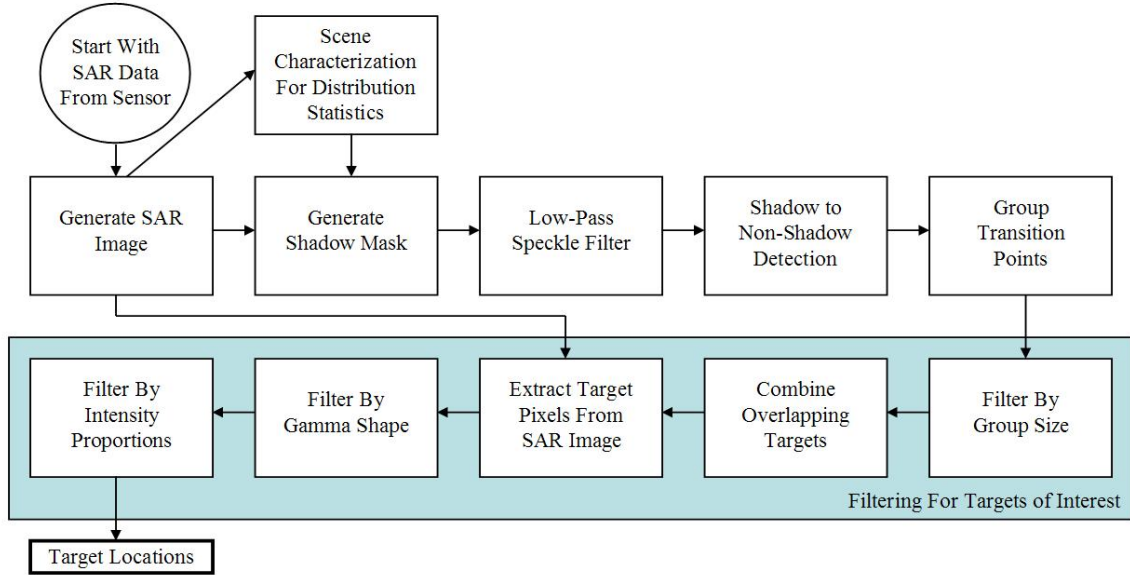 Start With
SAR Data
From Sensor
Scene
Characterization
For Distribution
Statistics
Generate SAR
Image
Generate
Shadow Mask
Low-Pass
Speckle Filter
Shadow to
Non-Shadow
Detection
Group
Transition
Points
Filter By
Intensity
Proportions
Filter By
Gamma Shape
Extract Target
Pixels From
SAR Image
Combine
Overlapping
Targets
Filter By
Group Size
Filtering For Targets of Interest
Target Locations